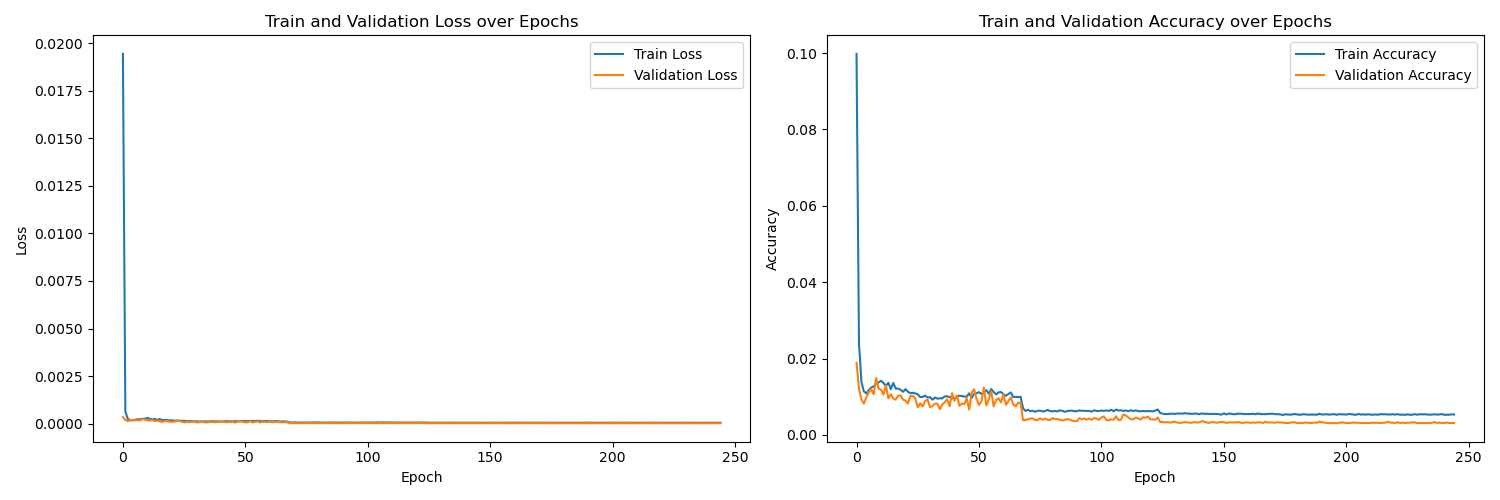 Train and Validation Loss over Epochs
Train Loss
Validation Loss
0.0200
0.0175
0.0150
0.0125
0.0100
0.0075
0.0050
0.0025
0.0000
Loss
0 50 100 150 200 250
Epoch
Train and Validation Accuracy over Epochs
Train Accuracy
Validation Accuracy
0.10
0.08
0.06
0.04
0.02
0.00
Accuracy
0 50 100 150 200 250
Epoch